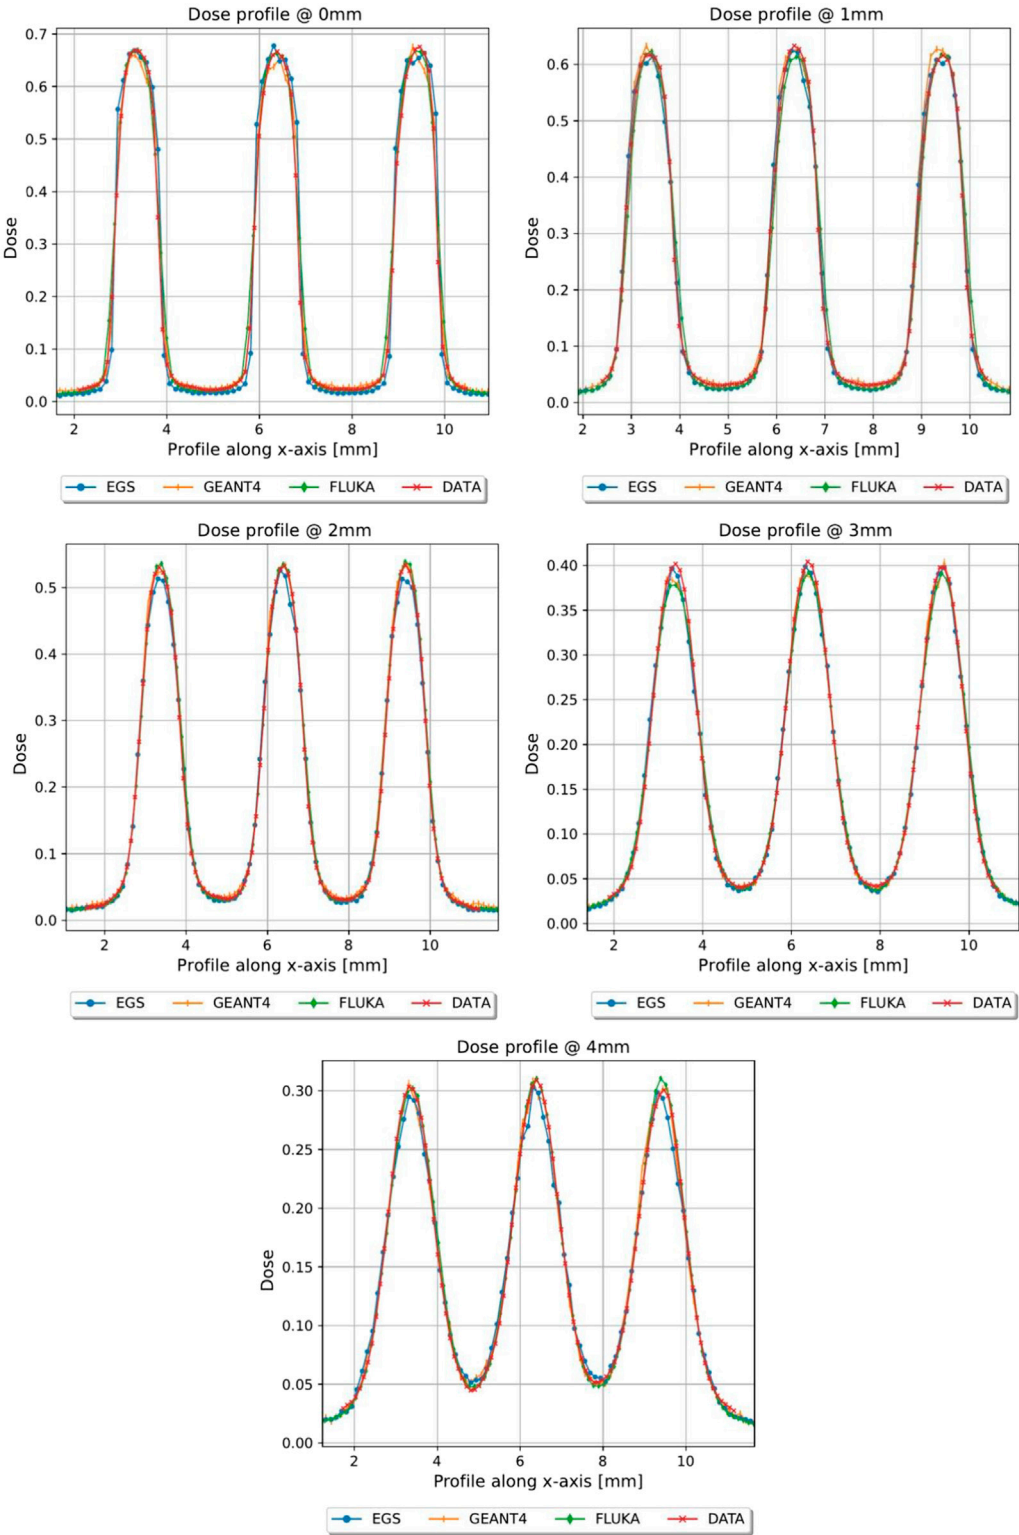 Dose profile @ 0mm
0.7
0.6
0.5
0.4
0.3
0.2
0.1
0.0
Dose
2 4 6 8 10
Profile along x-axis [mm]
EGS GEANT4 FLUKA DATA
Dose profile @ 1mm
0.6
0.5
0.4
0.3
0.2
0.1
0.0
Dose
2 3 4 5 6 7 8 9 10
Profile along x-axis [mm]
EGS GEANT4 FLUKA DATA
Dose profile @ 2mm
0.5
0.4
0.3
0.2
0.1
0.0
Dose
2 4 6 8 10
Profile along x-axis [mm]
EGS GEANT4 FLUKA DATA
Dose profile @ 3mm
0.40
0.35
0.30
0.25
0.20
0.15
0.10
0.05
0.00
Dose
2 4 6 8 10
Profile along x-axis [mm]
EGS GEANT4 FLUKA DATA
Dose profile @ 4mm
0.30
0.25
0.20
0.15
0.10
0.05
0.00
Dose
2 4 6 8 10
Profile along x-axis [mm]
EGS GEANT4 FLUKA DATA